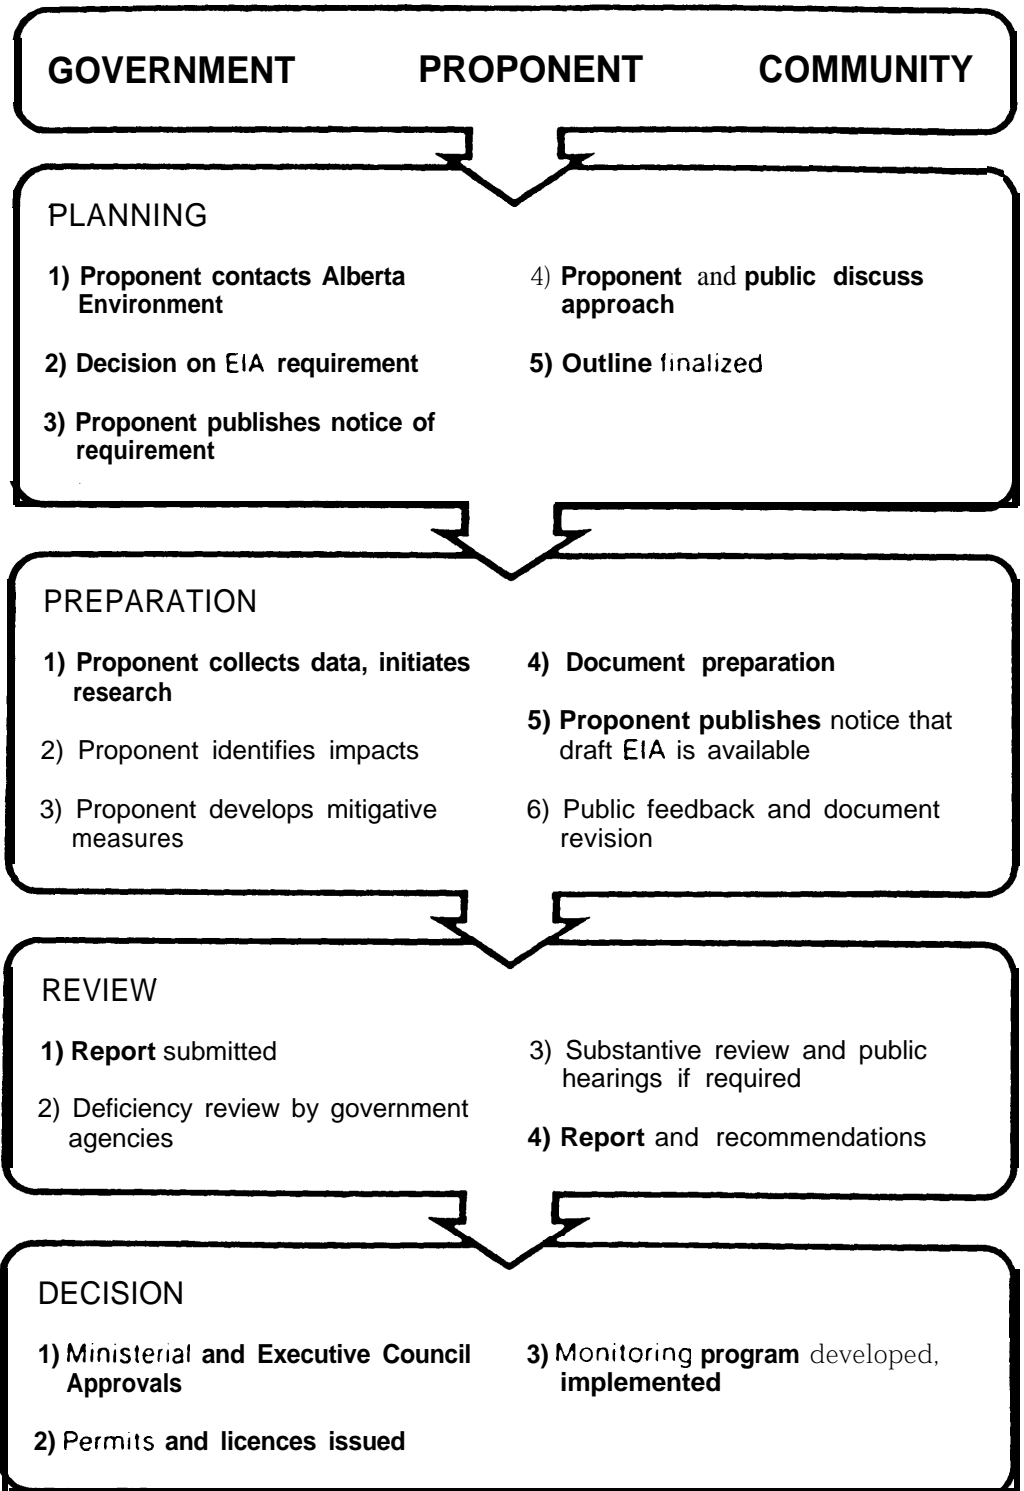 GOVERNMENT PROPONENT COMMUNITY
PLANNING
1) Proponent contacts Alberta
Environment
2) Decision on EIA requirement
3) Proponent publishes notice of
requirement
4) Proponent and public discuss
approach
5) Outline finalized
PREPARATION
1) Proponent collects data, initiates
research
2) Proponent identifies impacts
3) Proponent develops mitigative
measures
4) Document preparation
5) Proponent publishes notice that
draft EIA is available
6) Public feedback and document
revision
REVIEW
1) Report submitted
2) Deficiency review by government
agencies
3) Substantive review and public
hearings if required
4) Report and recommendations
DECISION
1) Ministerial and Executive Council
Approvals
2) Permits and licences issued
3) Monitoring program developed,
implemented